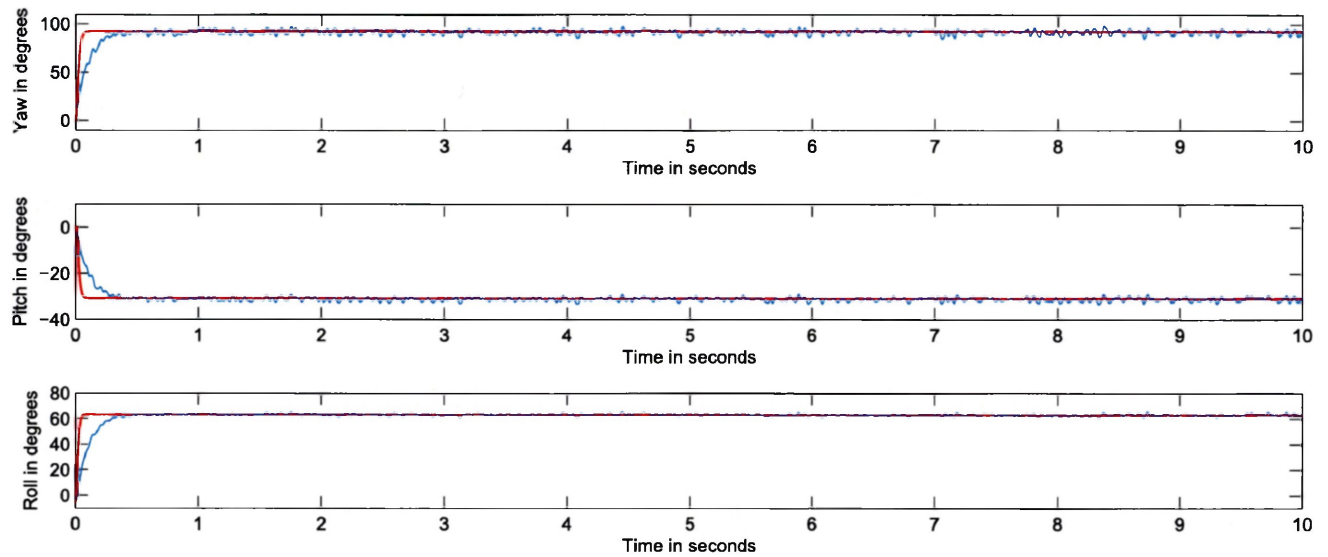 Yaw in degrees
100
50
0
0 1 2 3 4 5 6 7 8 9 10
Time in seconds
Pitch in degrees
0
−20
−40
0 1 2 3 4 5 6 7 8 9 10
Time in seconds
Roll in degrees
80
60
40
20
0
0 1 2 3 4 5 6 7 8 9 10
Time in seconds